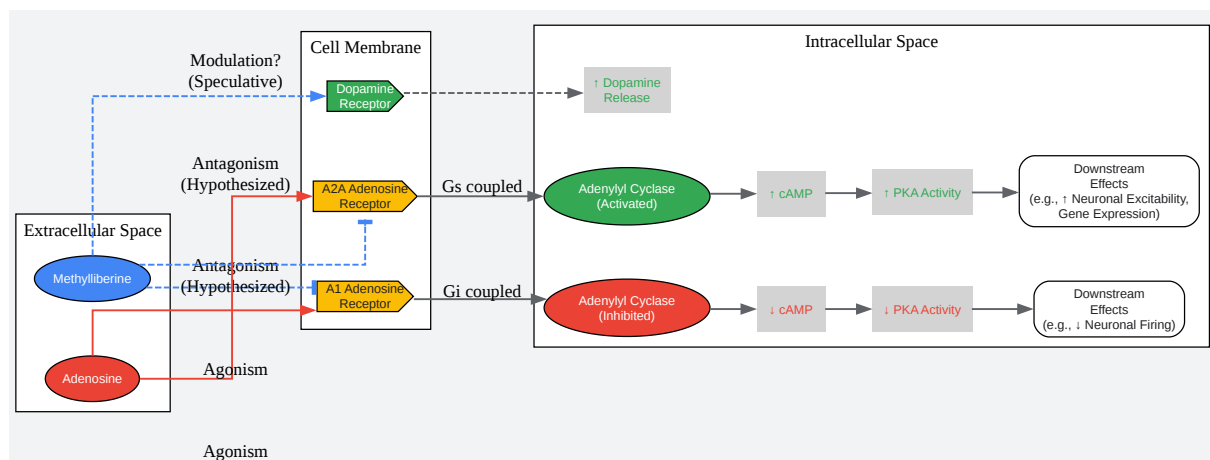 Intracellular Space
Cell Membrane
Modulation?
(Speculative)
Dopamine
Receptor
↑ Dopamine
Release
Antagonism
(Hypothesized)
A2A Adenosine
Receptor
Gs coupled
Adenylyl Cyclase
(Activated)
↑ cAMP
↑ PKA Activity
Downstream
Effects
(e.g., ↑ Neuronal Excitability,
Gene Expression)
Extracellular Space
Methylliberine
Antagonism
(Hypothesized)
A1 Adenosine
Receptor
Gi coupled
Adenylyl Cyclase
(Inhibited)
↓ cAMP
↓ PKA Activity
Downstream
Effects
(e.g., ↓ Neuronal Firing)
Adenosine
Agonism
Agonism